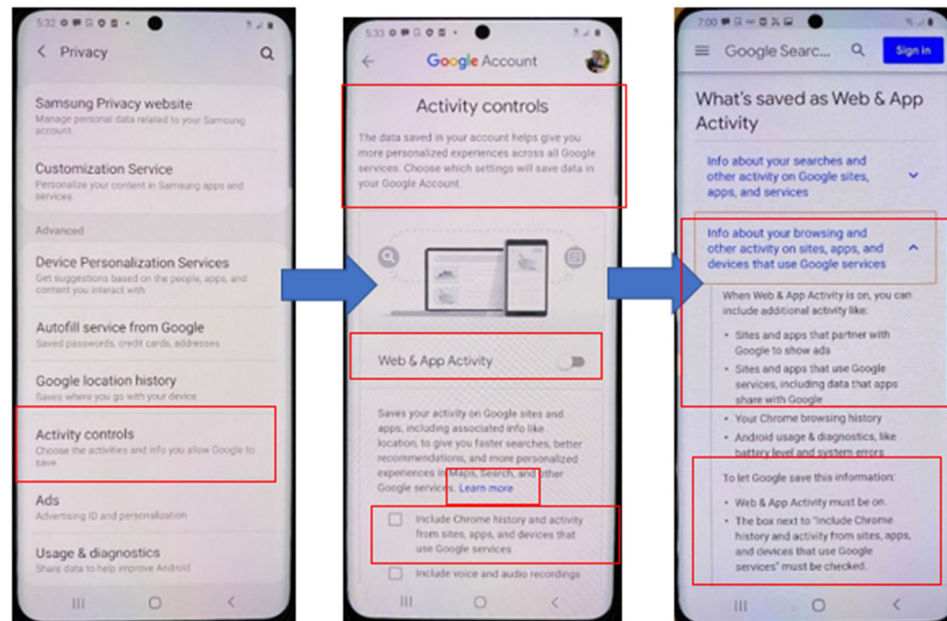 5:32
Privacy
Samsung Privacy website
Manage personal data related to your Samsung
account.
Customization Service
Personalize your content in Samsung apps and
services.
Advanced
Device Personalization Services
Get suggestions based on the people, apps, and
content you interact with
Autofill service from Google
Saved passwords, credit cards, addresses
Google location history
Saves where you go with your device
Activity controls
Choose the activities and info you allow Google to
save
Ads
Advertising ID and personalization
Usage & diagnostics
Share data to help improve Android
5:33
Google Account
Activity controls
The data saved in your account helps give you
more personalized experiences across all Google
services. Choose which settings will save data in
your Google Account.
Web & App Activity
Saves your activity on Google sites and
apps, including associated info like
location, to give you faster searches, better
recommendations, and more personalized
experiences in Maps, Search, and other
Google services. Learn more
Include Chrome history and activity
from sites, apps, and devices that
use Google services
Include voice and audio recordings
7:00
Google Searc...
Sign in
What's saved as Web & App
Activity
Info about your searches and
other activity on Google sites,
apps, and services
Info about your browsing and
other activity on sites, apps, and
devices that use Google services
When Web & App Activity is on, you can
include additional activity like:
• Sites and apps that partner with
Google to show ads
• Sites and apps that use Google
services, including data that apps
share with Google
• Your Chrome browsing history
• Android usage & diagnostics, like
battery level and system errors
To let Google save this information:
• Web & App Activity must be on.
• The box next to "Include Chrome
history and activity from sites, apps,
and devices that use Google
services" must be checked.